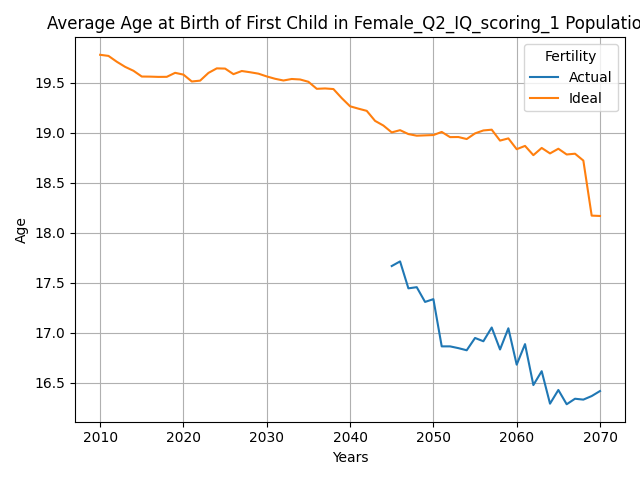 Average Age at Birth of First Child in Female_Q2_IQ_scoring_1 Populatio
Fertility
Actual
Ideal
19.5
19.0
18.5
18.0
17.5
17.0
16.5
Age
2010 2020 2030 2040 2050 2060 2070
Years